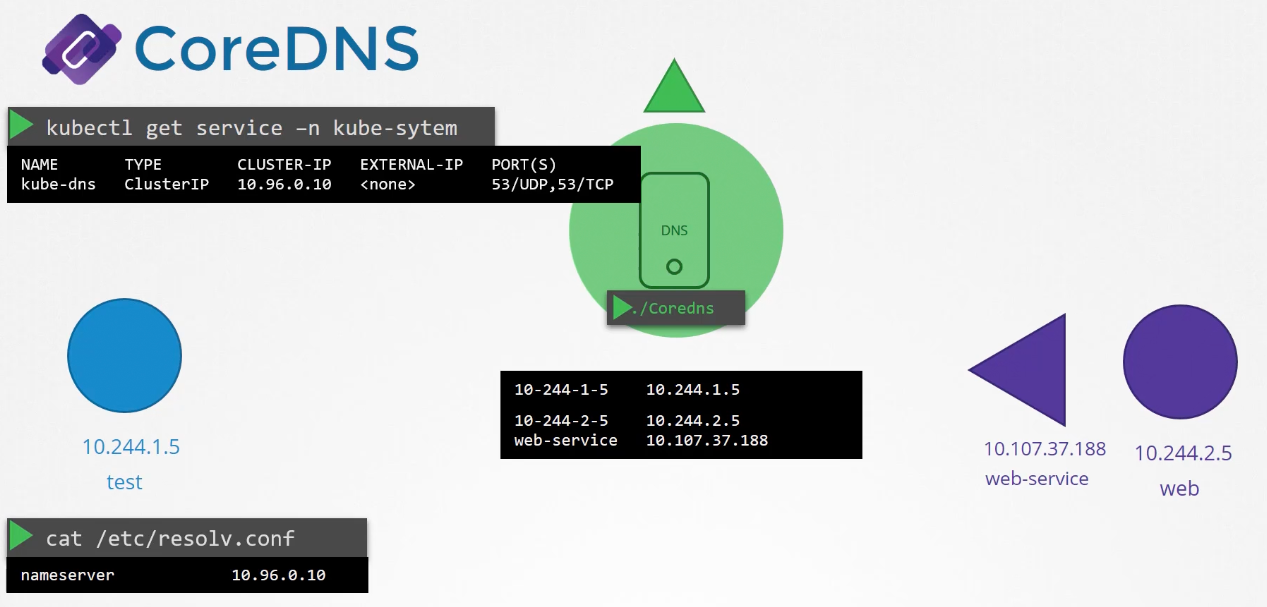 CoreDNS
kubectl get service –n kube-sytem
NAME TYPE CLUSTER-IP EXTERNAL-IP PORT(S)
kube-dns ClusterIP 10.96.0.10 <none> 53/UDP,53/TCP
DNS
./Coredns
10-244-1-5 10.244.1.5
10-244-2-5 10.244.2.5
web-service 10.107.37.188
10.244.1.5
test
10.107.37.188
web-service
10.244.2.5
web
cat /etc/resolv.conf
nameserver 10.96.0.10